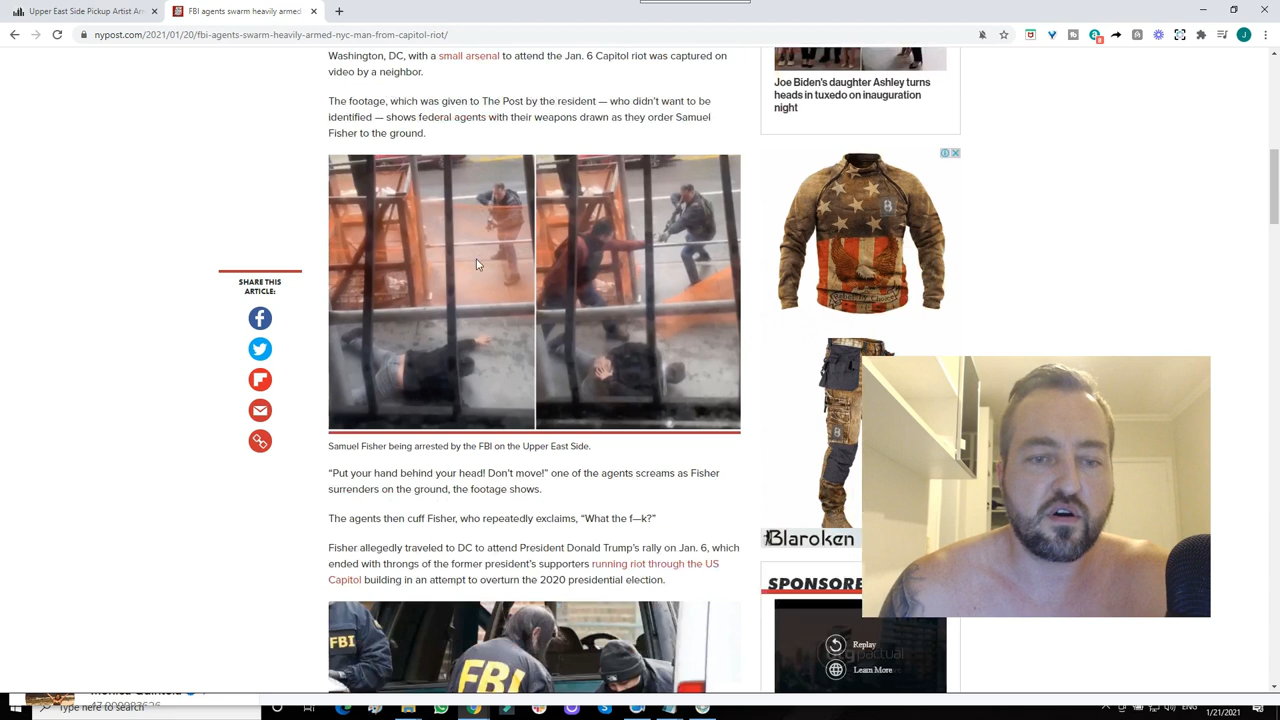 Upper East Side Pickup Artist Ar
FBI agents swarm heavily armed
nypost.com/2021/01/20/fbi-agents-swarm-heavily-armed-nyc-man-from-capitol-riot/
J
Washington, DC, with a small arsenal to attend the Jan. 6 Capitol riot was captured on
video by a neighbor.
The footage, which was given to The Post by the resident — who didn't want to be
identified — shows federal agents with their weapons drawn as they order Samuel
Fisher to the ground.
Joe Biden's daughter Ashley turns
heads in tuxedo on inauguration
night
SHARE THIS
ARTICLE:
Samuel Fisher being arrested by the FBI on the Upper East Side.
“Put your hand behind your head! Don't move!” one of the agents screams as Fisher
surrenders on the ground, the footage shows.
The agents then cuff Fisher, who repeatedly exclaims, “What the f—k?”
Fisher allegedly traveled to DC to attend President Donald Trump's rally on Jan. 6, which
ended with throngs of the former president's supporters running riot through the US
Capitol building in an attempt to overturn the 2020 presidential election.
Blaroken
SPONSORE
Replay
Learn More
pactual
FBI
FBI
Type here to search
ENG
1/21/2021